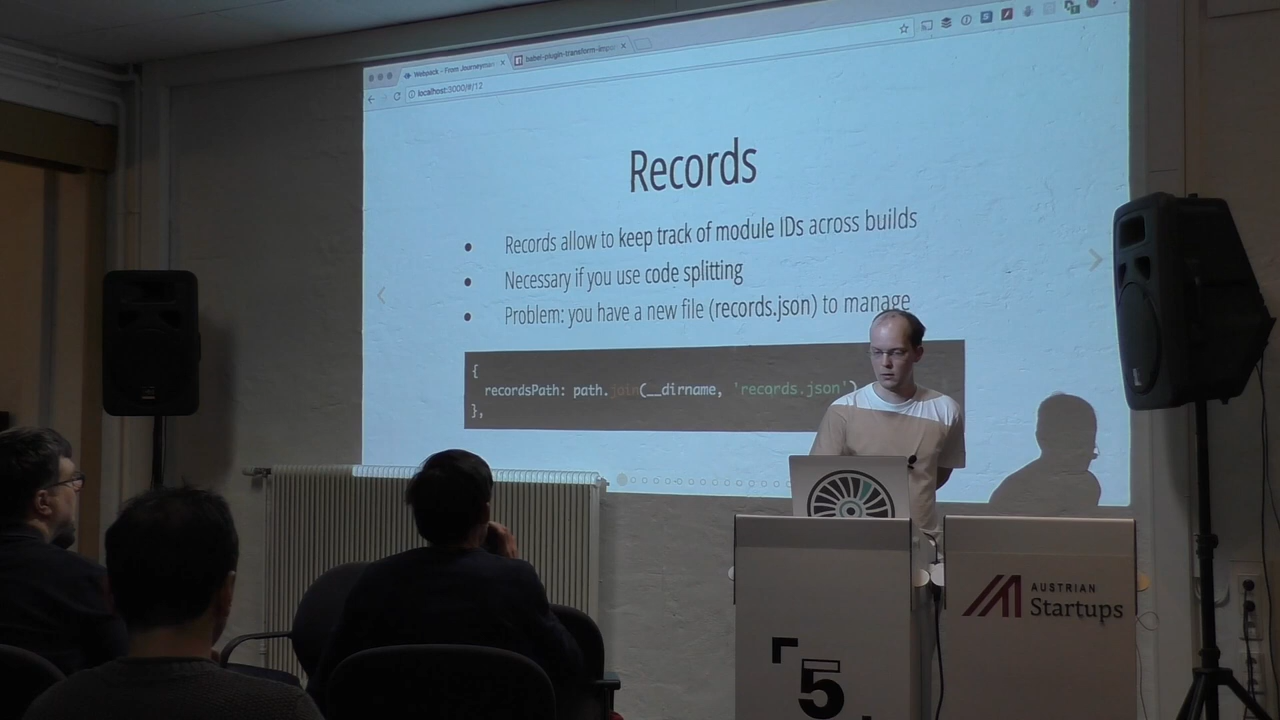 Webpack - From Journeyman
babel-plugin-transform-impo
localhost:3000/#/12
Records
Records allow to keep track of module IDs across builds
Necessary if you use code splitting
Problem: you have a new file (records.json) to manage
{
recordsPath: path.join(__dirname, 'records.json')
},
AUSTRIAN
Startups
5